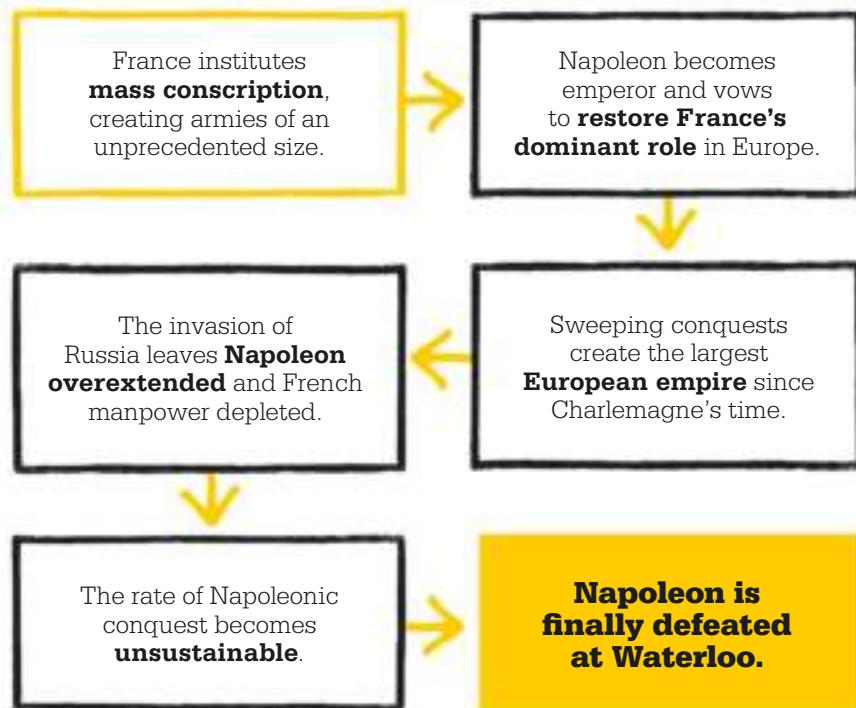 France institutes
mass conscription,
creating armies of an
unprecedented size.
Napoleon becomes
emperor and vows
to restore France's
dominant role in Europe.
Sweeping conquests
create the largest
European empire since
Charlemagne's time.
The invasion of
Russia leaves Napoleon
overextended and French
manpower depleted.
The rate of Napoleonic
conquest becomes
unsustainable.
Napoleon is
finally defeated
at Waterloo.